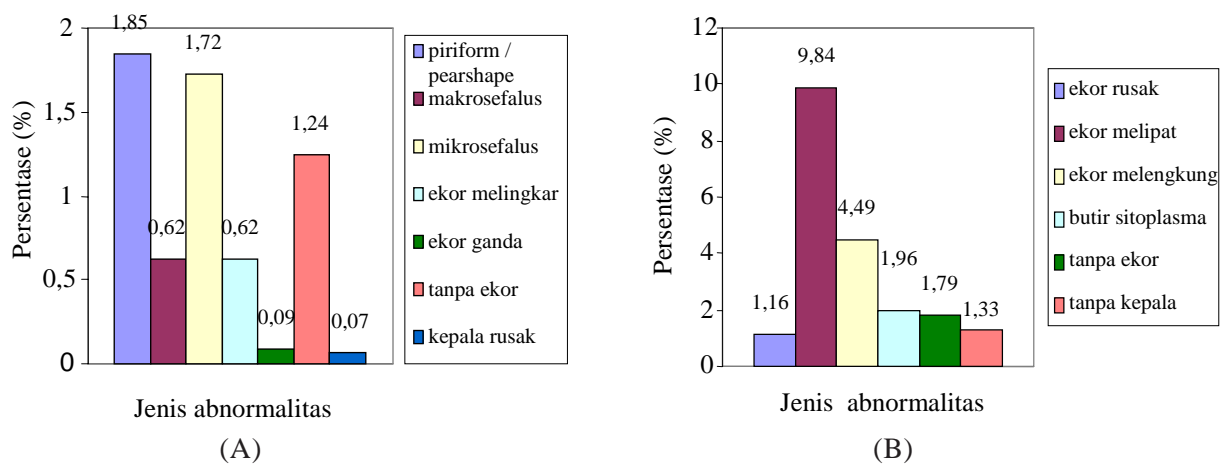 1,85
2
1,72
1,5
1,24
1
0,62
0,62
0,5
0,09
0,07
0
Persentase (%)
Jenis abnormalitas
piriform /
pearshape
makrosefalus
mikrosefalus
ekor melingkar
ekor ganda
tanpa ekor
kepala rusak
(A)
12
10
9,84
8
6
4,49
4
1,96
1,79
2
1,16
1,33
0
Persentase (%)
Jenis abnormalitas
ekor rusak
ekor melipat
ekor melengkung
butir sitoplasma
tanpa ekor
tanpa kepala
(B)